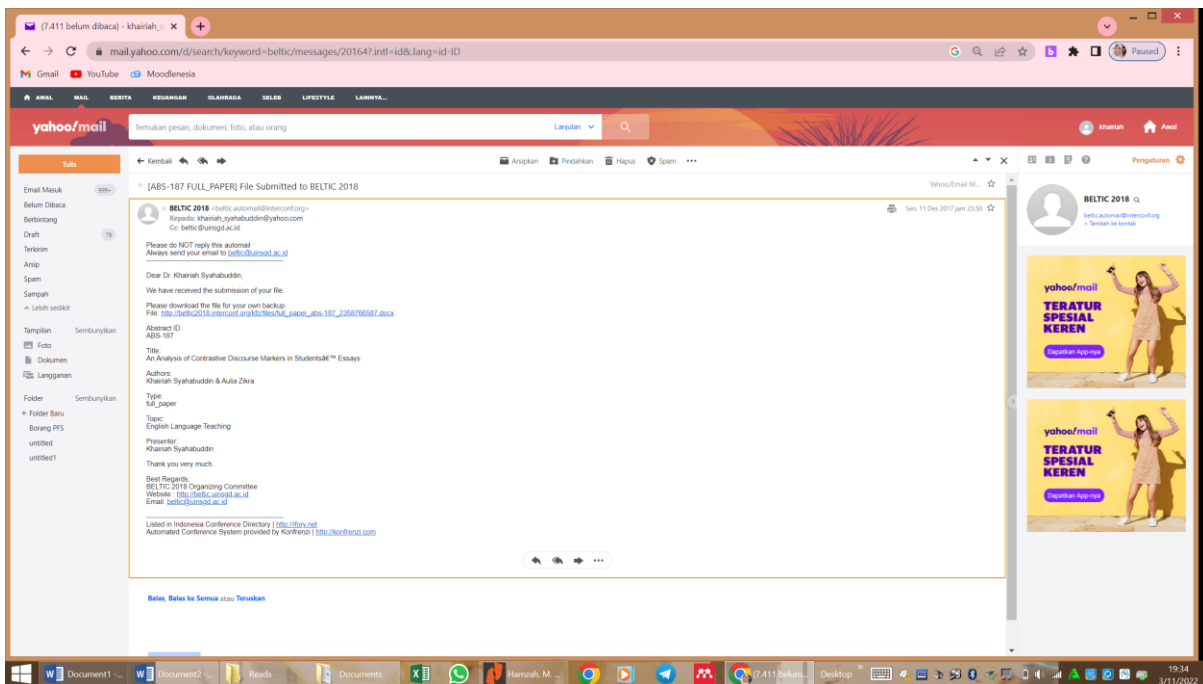 (7.411 belum dibaca) - khairiah_s
mail.yahoo.com/d/search/keyword=beltic/messages/20164?.intl=id&.lang=id-ID
Paused
Gmail YouTube Moodlenesia
AWAL MAIL BERITA KEUANGAN OLAHRAGA SELEB LIFESTYLE LAINNYA...
yahoo!mail
Temukan pesan, dokumen, foto, atau orang
Lanjutan
khairiah
Awal
Tulis
Kembali
Arsipkan Pindahkan Hapus Spam
Pengaturan
Email Masuk 999+
Belum Dibaca
Berbintang
Draft 78
Terkirim
Arsip
Spam
Sampah
Lebih sedikit
Tampilan Sembunyikan
Foto
Dokumen
Langganan
Folder Sembunyikan
+ Folder Baru
Borang PFS
untitled
untitled1
[ABS-187 FULL_PAPER] File Submitted to BELTIC 2018
Yahoo/Email M...
BELTIC 2018 <beltic.automail@interconf.org>
Kepada: khairiah_syahabuddin@yahoo.com
Cc: beltic@uinsgd.ac.id
Sen, 11 Des 2017 jam 23.50
Please do NOT reply this automail
Always send your email to beltic@uinsgd.ac.id
Dear Dr. Khairiah Syahabuddin,
We have received the submission of your file.
Please download the file for your own backup.
File: http://beltic2018.interconf.org/kfz/files/full_paper_abs-187_2358766587.docx
Abstract ID:
ABS-187
Title:
An Analysis of Contrastive Discourse Markers in Studentsâ€™ Essays
Authors:
Khairiah Syahabuddin & Aulia Zikra
Type:
full_paper
Topic:
English Language Teaching
Presenter:
Khairiah Syahabuddin
Thank you very much.
Best Regards,
BELTIC 2018 Organizing Committee
Website : http://beltic.uinsgd.ac.id
Email: beltic@uinsgd.ac.id
Listed in Indonesia Conference Directory | http://ifory.net
Automated Conference System provided by Konfrenzi | http://konfrenzi.com
Balas, Balas ke Semua atau Teruskan
BELTIC 2018
beltic.automail@interconf.org
+ Tambah ke kontak
yahoo!mail
TERATUR
SPESIAL
KEREN
Dapatkan App-nya
yahoo!mail
TERATUR
SPESIAL
KEREN
Dapatkan App-nya
Document1 -... Document2 -... Reads Documents Hamzah, M. ... (7.411 belum... Desktop
19:34
3/11/2022